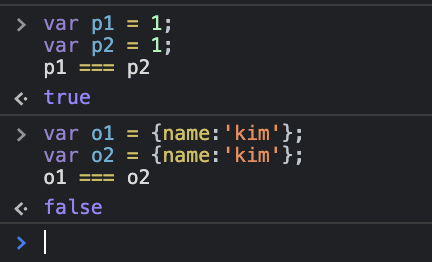 > var p1 = 1;
var p2 = 1;
p1 === p2
<· true
> var o1 = {name:'kim'};
var o2 = {name:'kim'};
o1 === o2
<· false
>